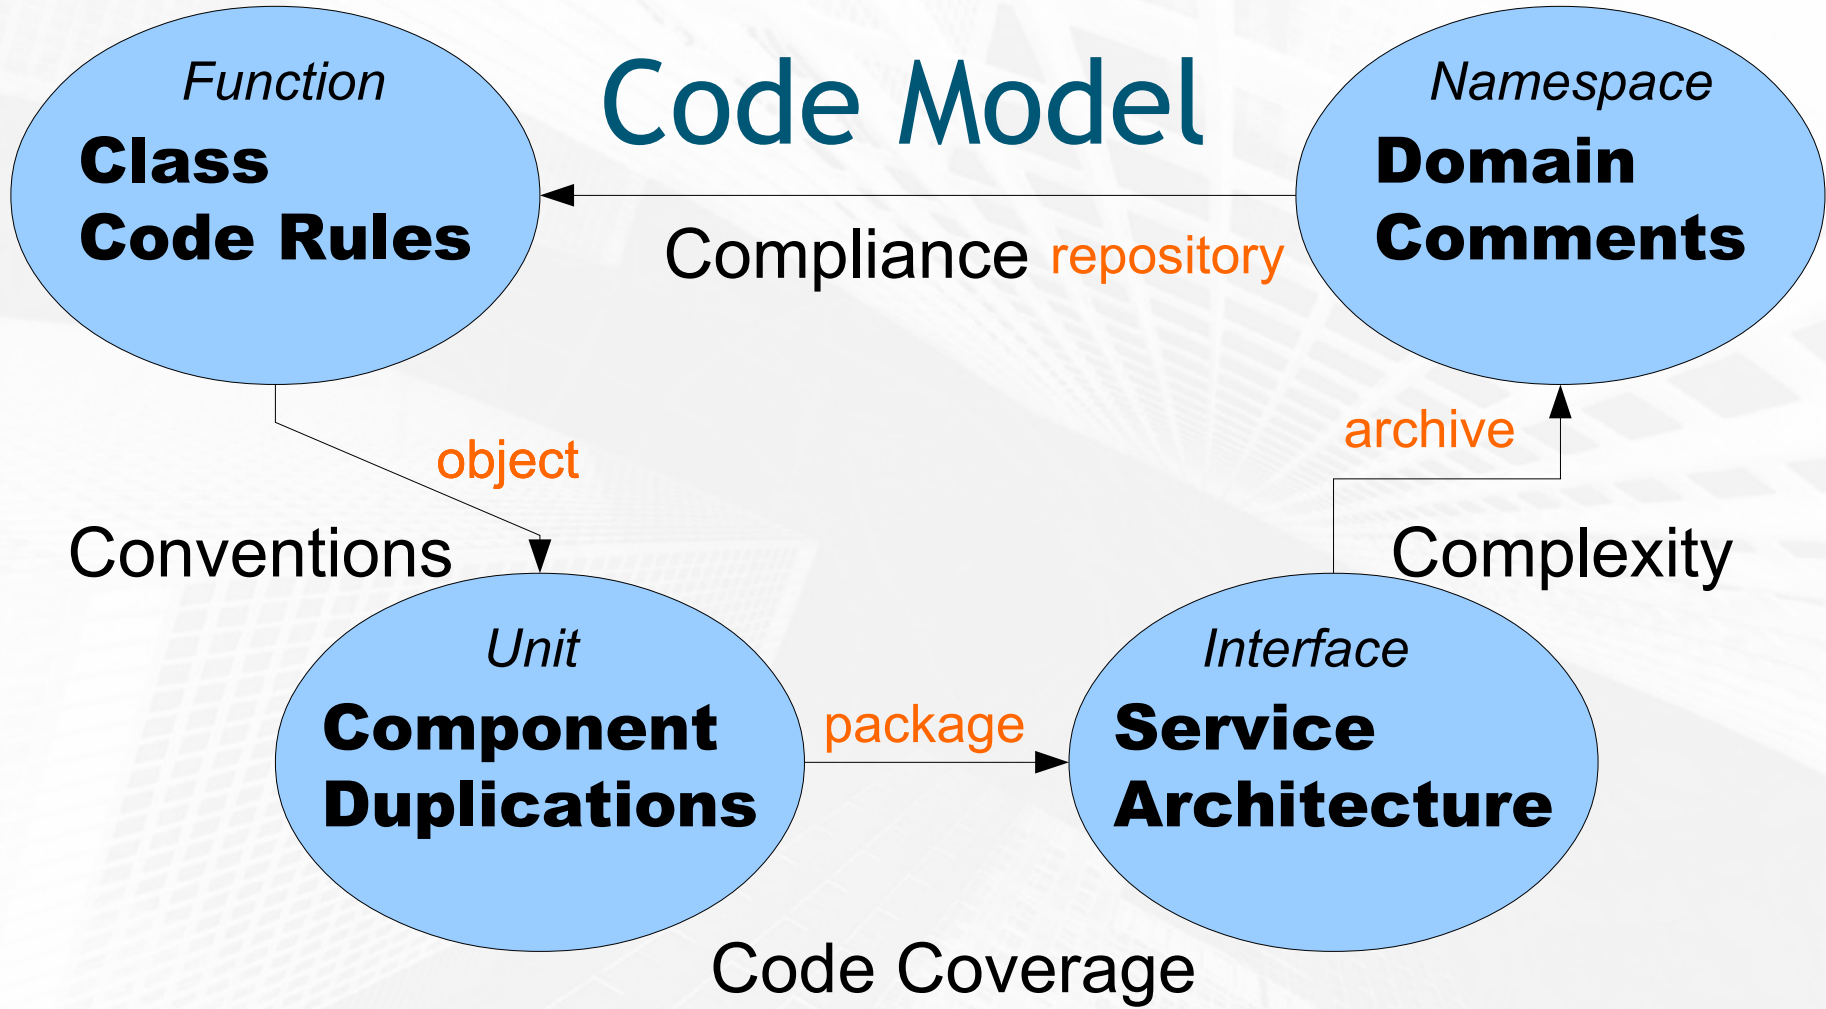 Code Model
Function
Class
Code Rules
Namespace
Domain
Comments
Compliance
repository
object
archive
Conventions
Complexity
Unit
Component
Duplications
package
Interface
Service
Architecture
Code Coverage